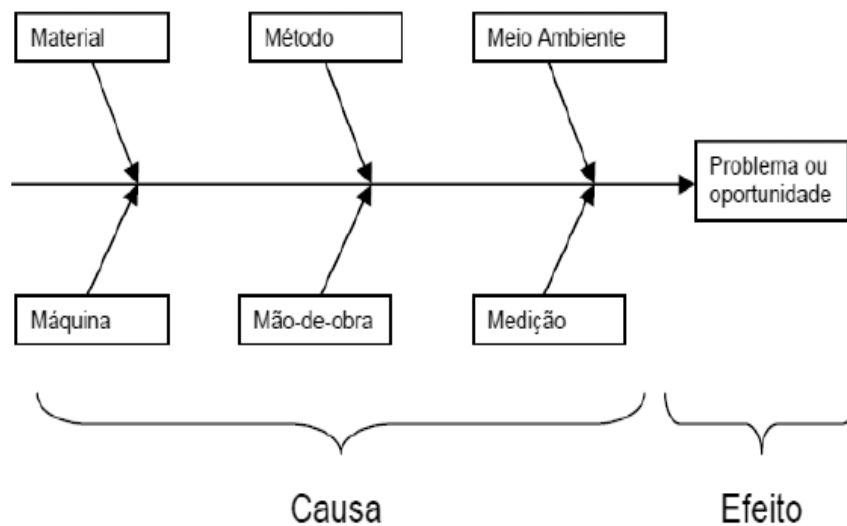 Material
Método
Meio Ambiente
Problema ou
oportunidade
Máquina
Mão-de-obra
Medição
Causa
Efeito